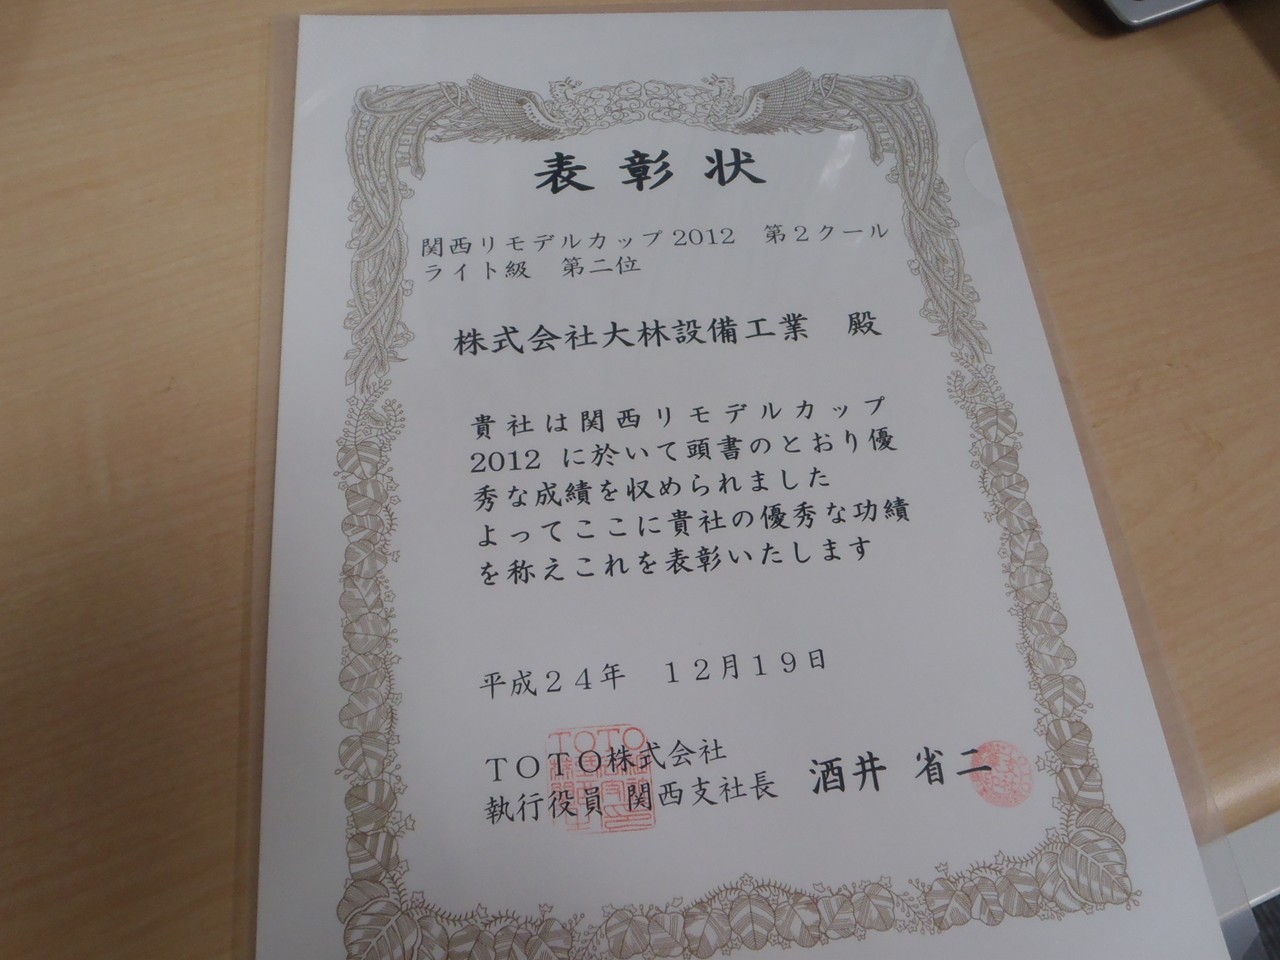 表彰状
関西リモデルカップ2012　第２クール
ライト級　第二位
株式会社大林設備工業　殿
貴社は関西リモデルカップ
2012 に於いて頭書のとおり優
秀な成績を収められました
よってここに貴社の優秀な功績
を称えこれを表彰いたします
平成２４年　１２月１９日
ＴＯＴＯ株式会社
執行役員 関西支社長　酒井 省二
TOTO